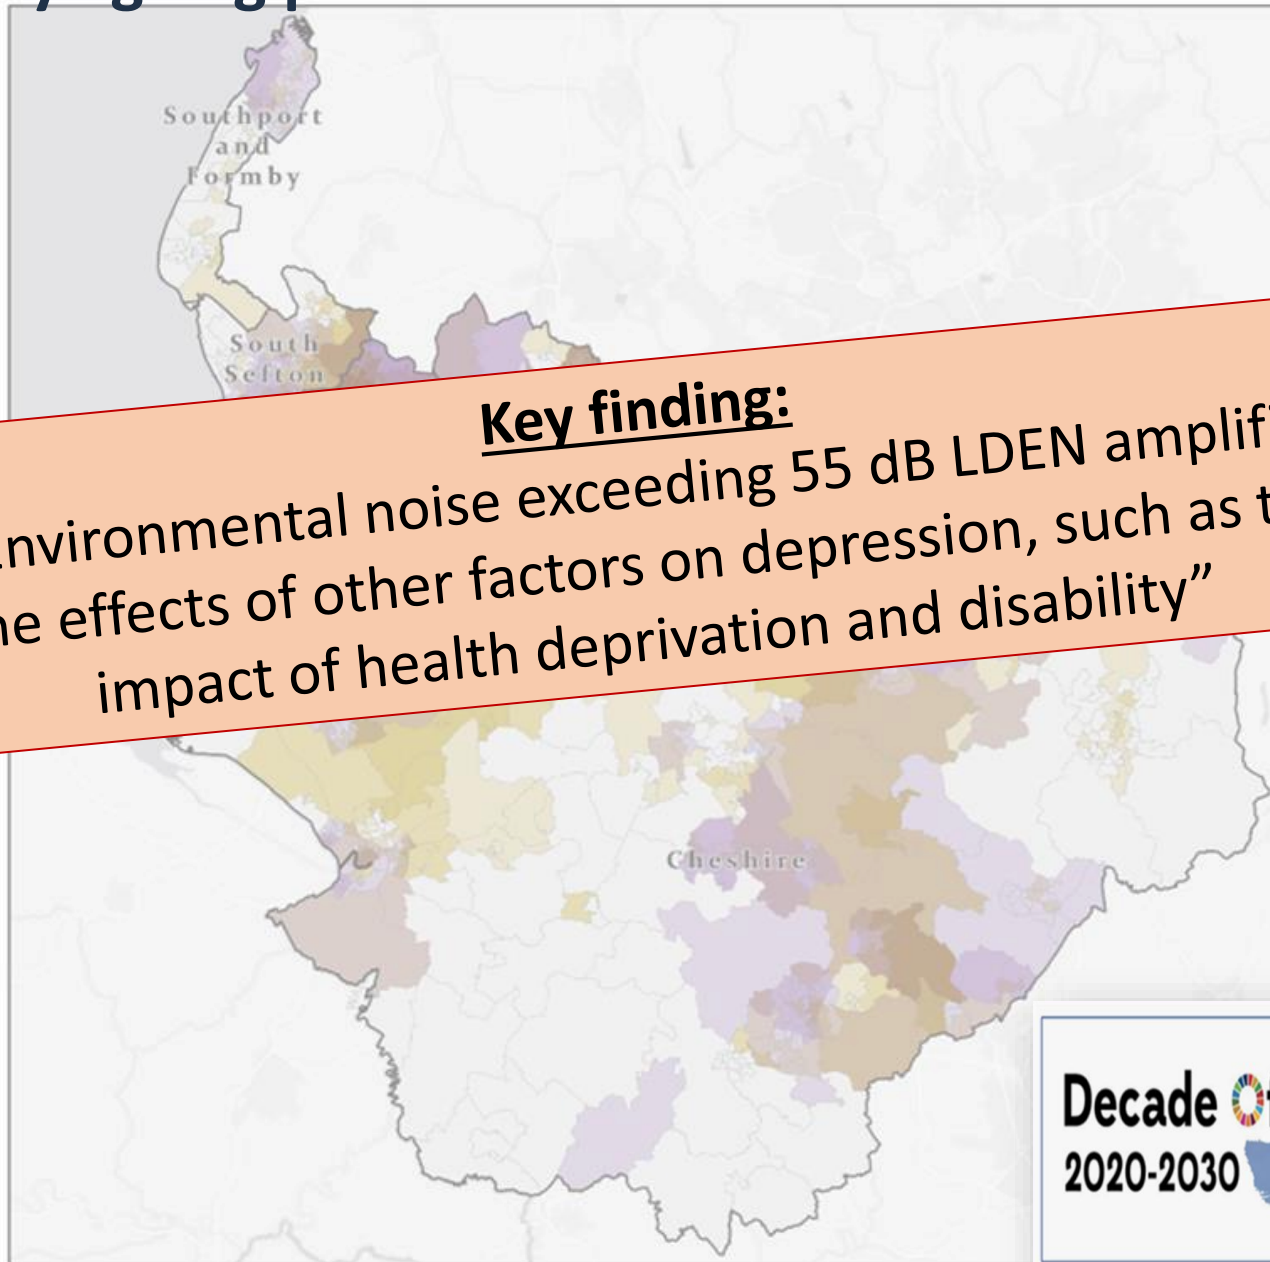 Southport
and
Formby
South
Sefton
Key finding:
nvironmental noise exceeding 55 dB LDEN amplif
he effects of other factors on depression, such as t
impact of health deprivation and disability”
Cheshire
Decade Of
2020-2030